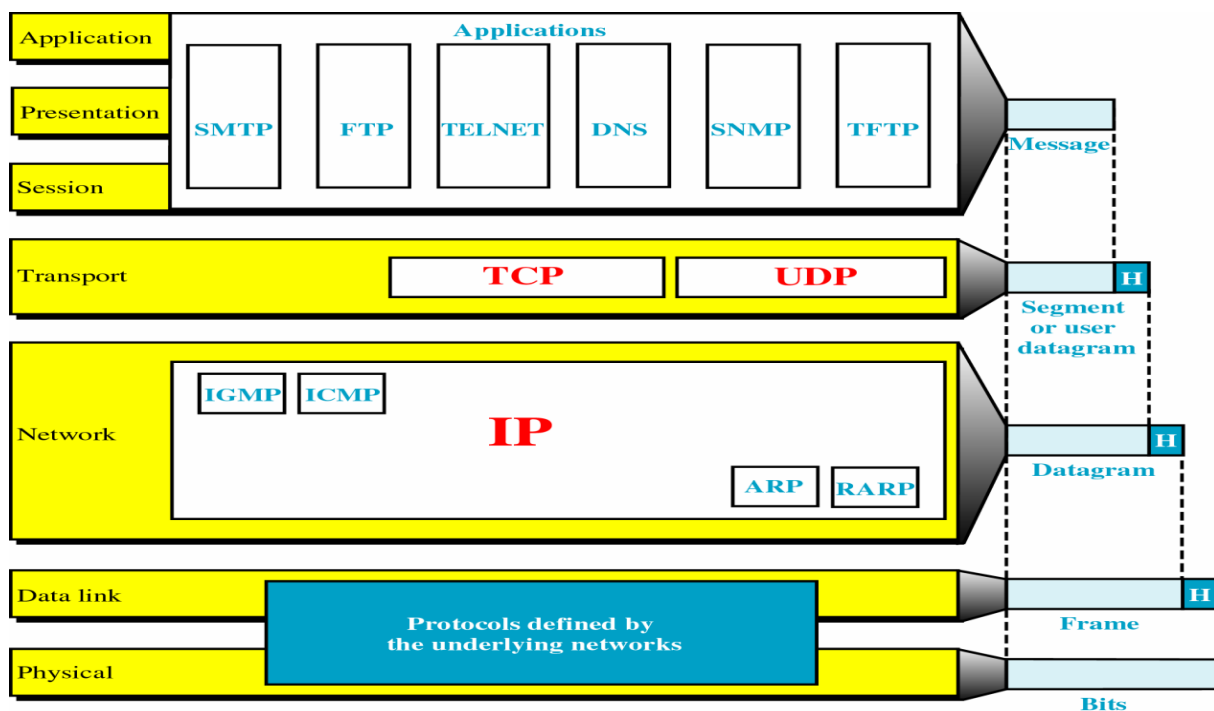 Application
Applications
Presentation
SMTP
FTP
TELNET
DNS
SNMP
TFTP
Message
Session
Transport
TCP
UDP
H
Segment
or user
datagram
IGMP
ICMP
Network
IP
H
Datagram
ARP
RARP
Data link
H
Protocols defined by
the underlying networks
Frame
Physical
Bits